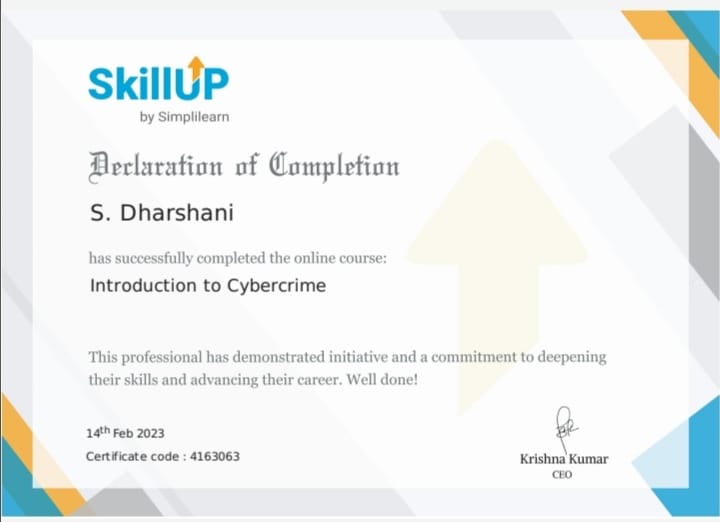 SkillUP
by Simplilearn
Declaration of Completion
S. Dharshani
has successfully completed the online course:
Introduction to Cybercrime
This professional has demonstrated initiative and a commitment to deepening
their skills and advancing their career. Well done!
14th Feb 2023
Certificate code : 4163063
Krishna Kumar
CEO